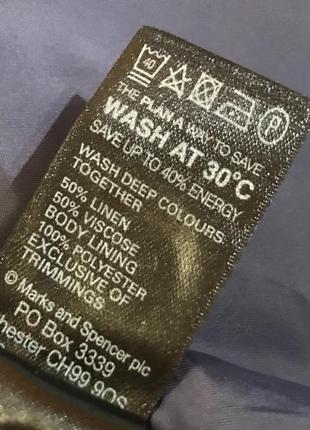 40 P
THE PLAN A WAY TO SAVE
WASH AT 30°C
SAVE UP TO 40% ENERGY
WASH DEEP COLOURS
TOGETHER
50% LINEN
50% VISCOSE
BODY LINING
100% POLYESTER
EXCLUSIVE OF
TRIMMINGS
© Marks and Spencer plc
PO Box 3339
hester CH99 9QS